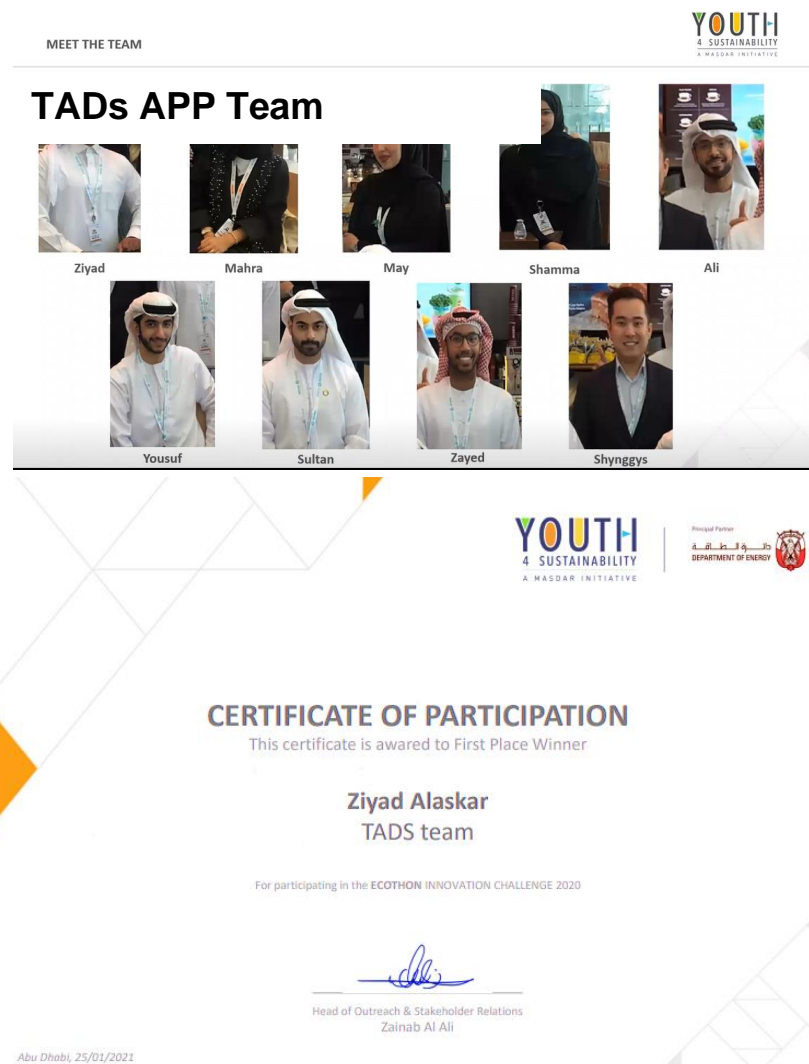 MEET THE TEAM
YOUTH
4 SUSTAINABILITY
A MASDAR INITIATIVE
TADs APP Team
Ziyad
Mahra
May
Shamma
Ali
Yousuf
Sultan
Zayed
Shynggys
YOUTH
4 SUSTAINABILITY
A MASDAR INITIATIVE
Principal Partner
دائرة الطاقة
DEPARTMENT OF ENERGY
CERTIFICATE OF PARTICIPATION
This certificate is awared to First Place Winner
Ziyad Alaskar
TADS team
For participating in the ECOTHON INNOVATION CHALLENGE 2020
Head of Outreach & Stakeholder Relations
Zainab Al Ali
Abu Dhabi, 25/01/2021